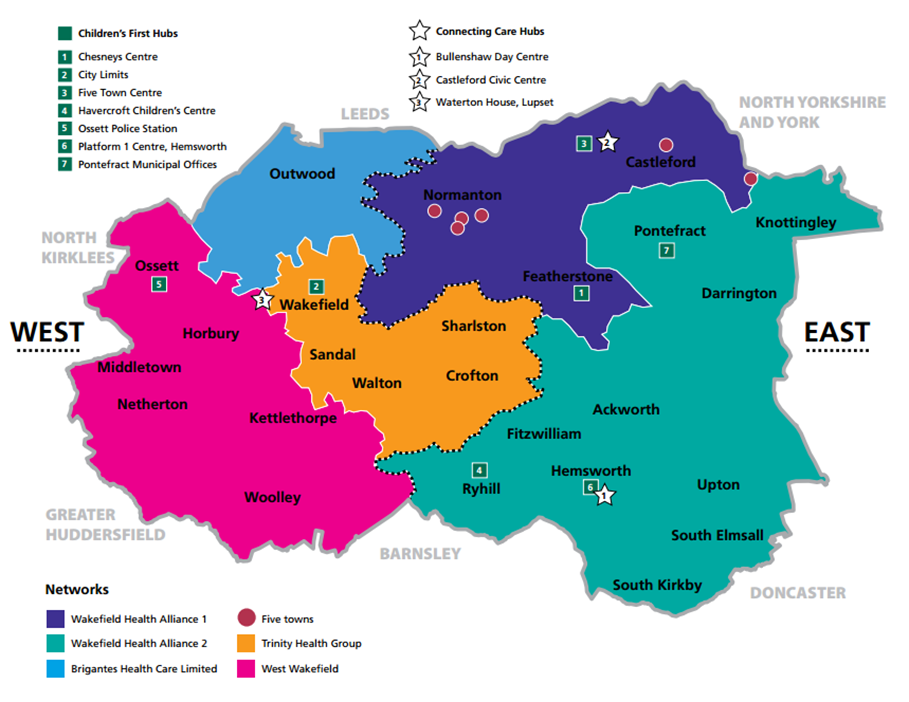 Children's First Hubs
1 Chesneys Centre
2 City Limits
3 Five Town Centre
4 Havercroft Children's Centre
5 Ossett Police Station
6 Platform 1 Centre, Hemsworth
7 Pontefract Municipal Offices
Connecting Care Hubs
1 Bullenshaw Day Centre
2 Castleford Civic Centre
3 Waterton House, Lupset
LEEDS
NORTH YORKSHIRE
AND YORK
3
2
Castleford
Outwood
Normanton
Knottingley
Pontefract
7
NORTH
KIRKLEES
Ossett
5
Featherstone
1
2
3
Wakefield
Darrington
WEST
Horbury
Sharlston
EAST
Sandal
Middletown
Walton
Crofton
Netherton
Kettlethorpe
Ackworth
Fitzwilliam
4
Ryhill
Hemsworth
6
1
Upton
Woolley
GREATER
HUDDERSFIELD
BARNSLEY
South Elmsall
South Kirkby
DONCASTER
Networks
Wakefield Health Alliance 1
Wakefield Health Alliance 2
Brigantes Health Care Limited
Five towns
Trinity Health Group
West Wakefield